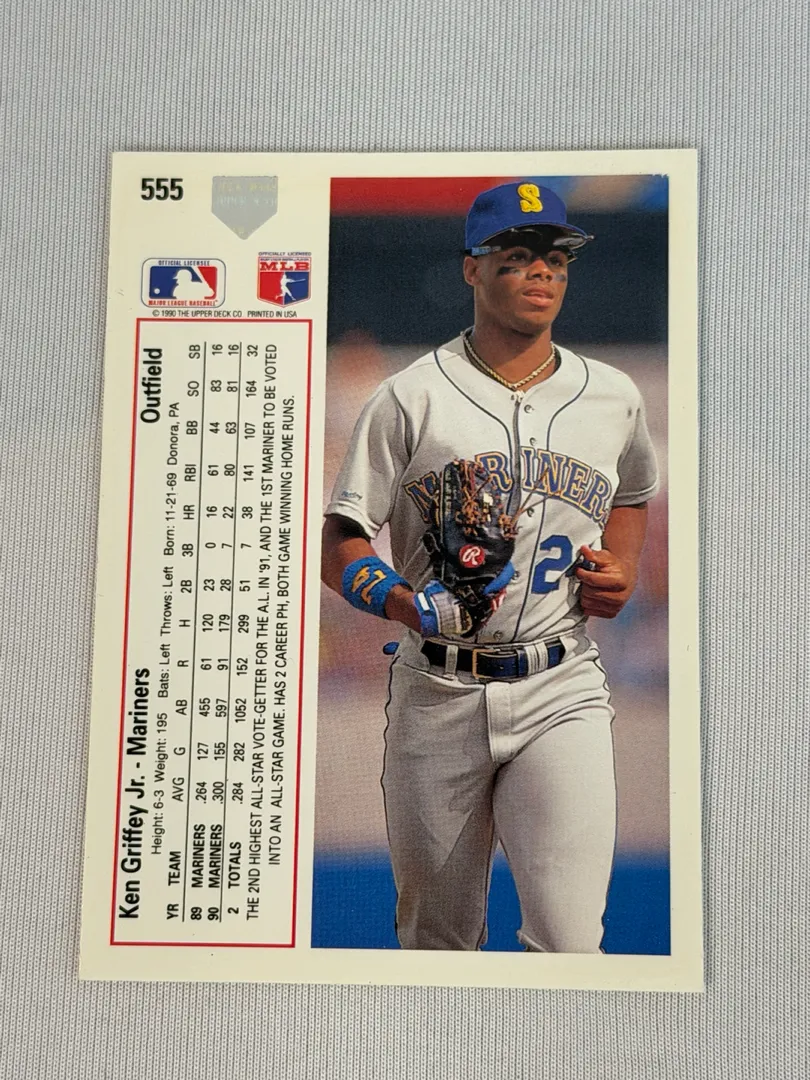 555
OFFICIAL LICENSEE
MAJOR LEAGUE BASEBALL
OFFICIALLY LICENSED
MLB
© 1990 THE UPPER DECK CO. PRINTED IN USA
Ken Griffey Jr. - Mariners Outfield
Height: 6-3 Weight: 195 Bats: Left Throws: Left Born: 11-21-69 Donora, PA
YR TEAM AVG G AB R H 2B 3B HR RBI BB SO SB
89 MARINERS .264 127 455 61 120 23 0 16 61 44 83 16
90 MARINERS .300 155 597 91 179 28 7 22 80 63 81 16
2 TOTALS .284 282 1052 152 299 51 7 38 141 107 164 32
THE 2ND HIGHEST ALL-STAR VOTE-GETTER FOR THE A.L. IN '91, AND THE 1ST MARINER TO BE VOTED
INTO AN ALL-STAR GAME. HAS 2 CAREER PH, BOTH GAME WINNING HOME RUNS.
S
RINER
2
R
24